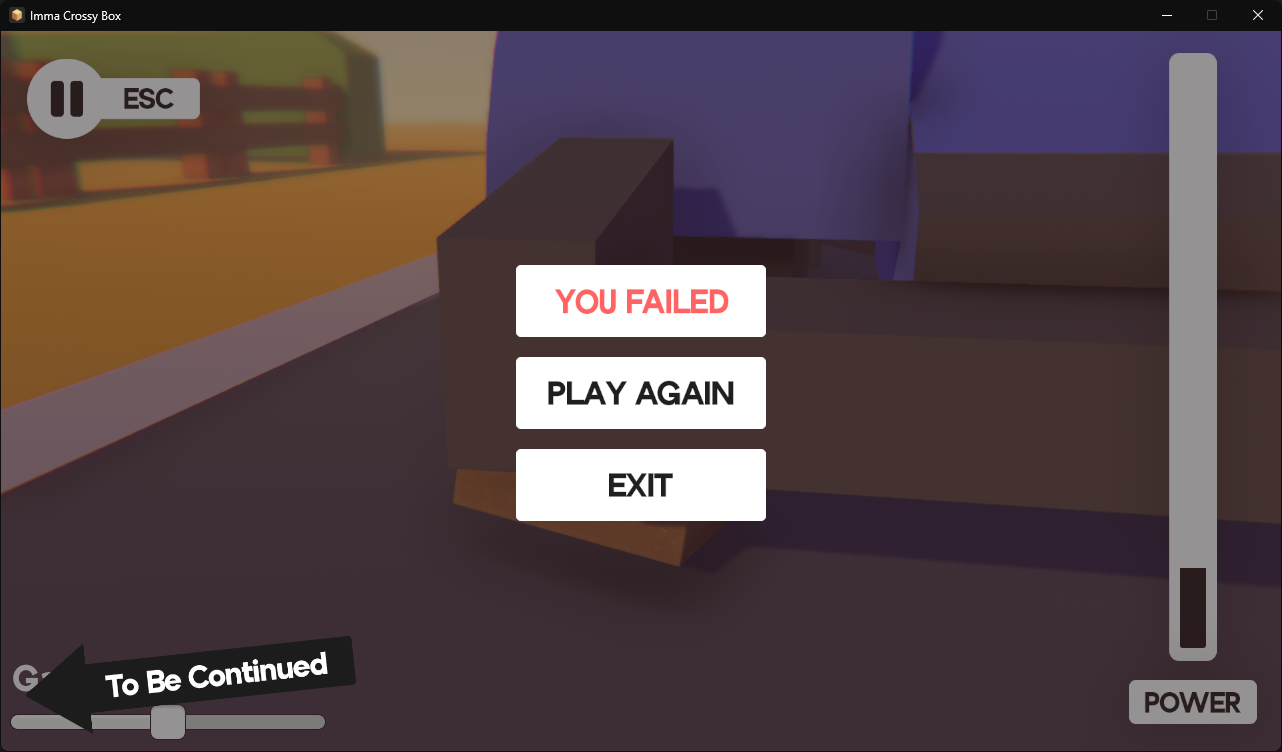 Imma Crossy Box
ESC
YOU FAILED
PLAY AGAIN
EXIT
To Be Continued
POWER